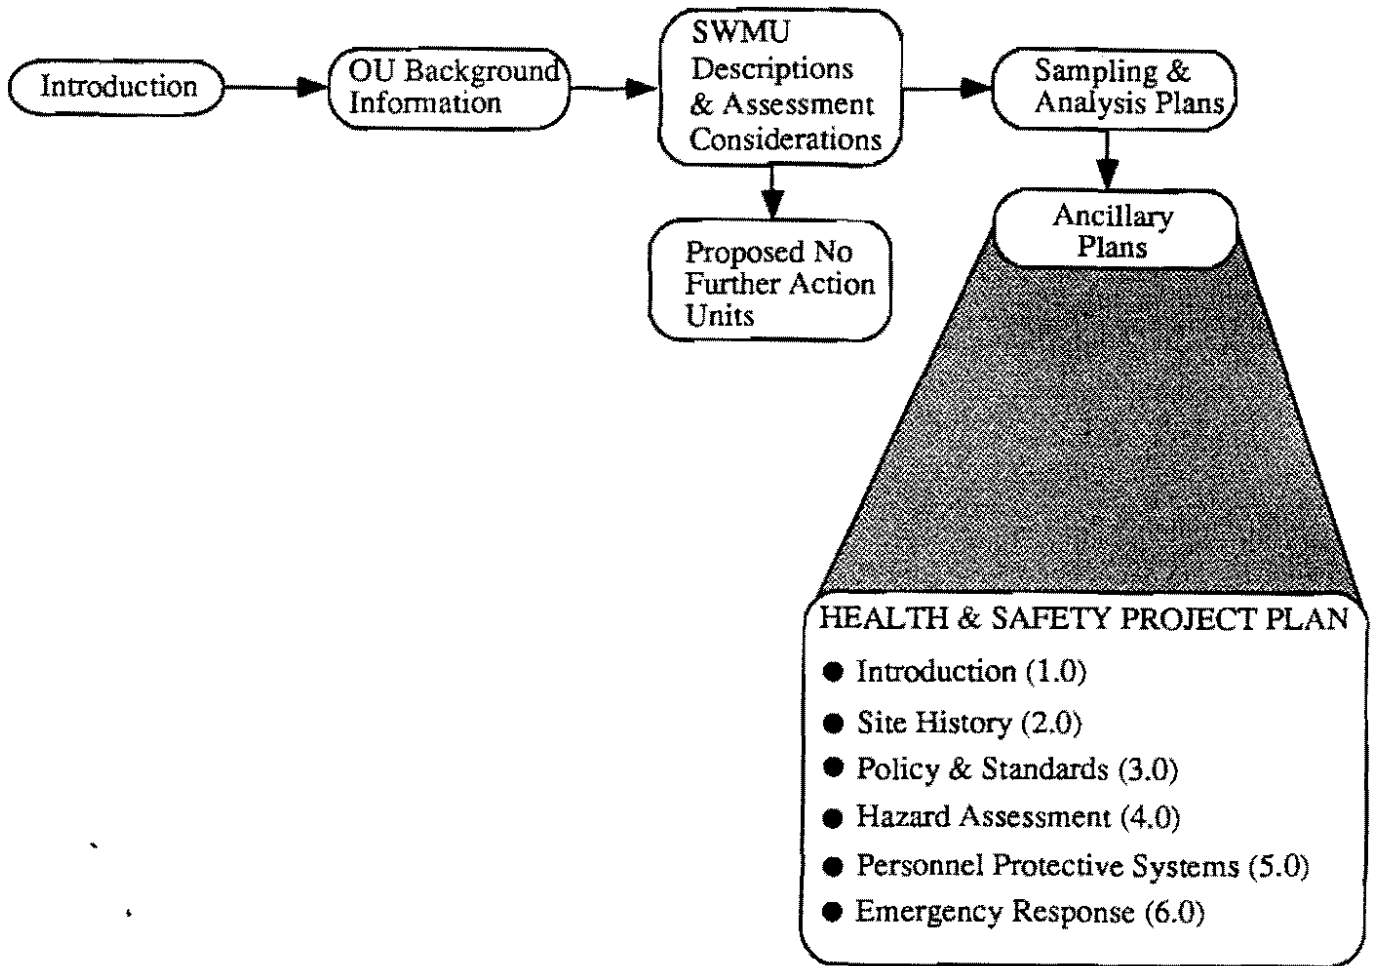 Introduction
OU Background
Information
SWMU
Descriptions
& Assessment
Considerations
Sampling &
Analysis Plans
Proposed No
Further Action
Units
Ancillary
Plans
HEALTH & SAFETY PROJECT PLAN
● Introduction (1.0)
● Site History (2.0)
● Policy & Standards (3.0)
● Hazard Assessment (4.0)
● Personnel Protective Systems (5.0)
● Emergency Response (6.0)